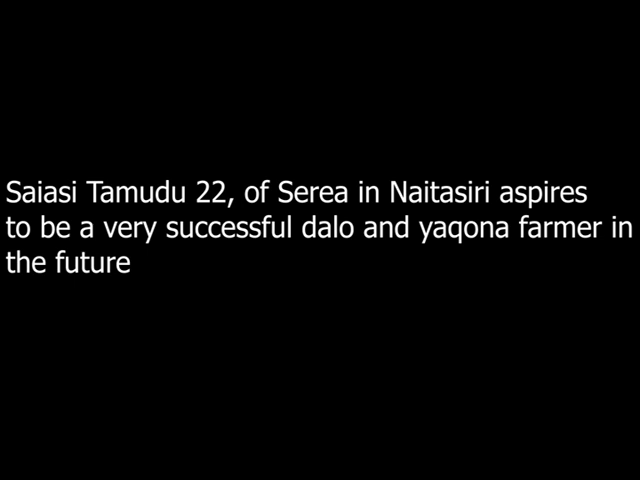 Saiasi Tamudu 22, of Serea in Naitasiri aspires
to be a very successful dalo and yaqona farmer in
the future